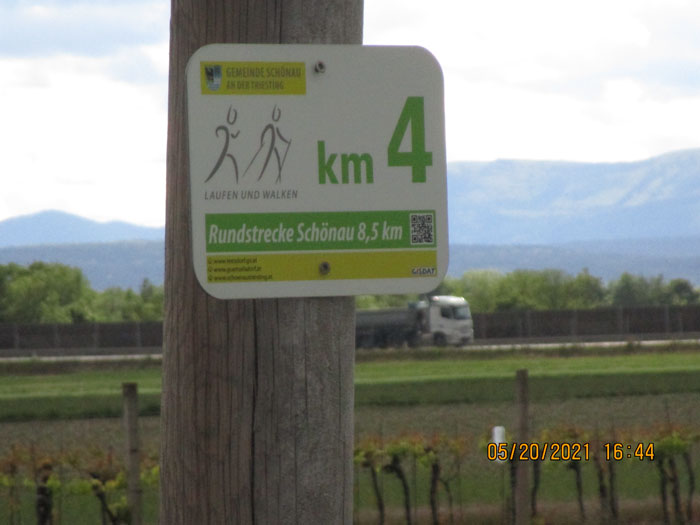 GEMEINDE SCHÖNAU
AN DER TRIESTING
km 4
LAUFEN UND WALKEN
Rundstrecke Schönau 8,5 km
GISDAT
05/20/2021 16:44